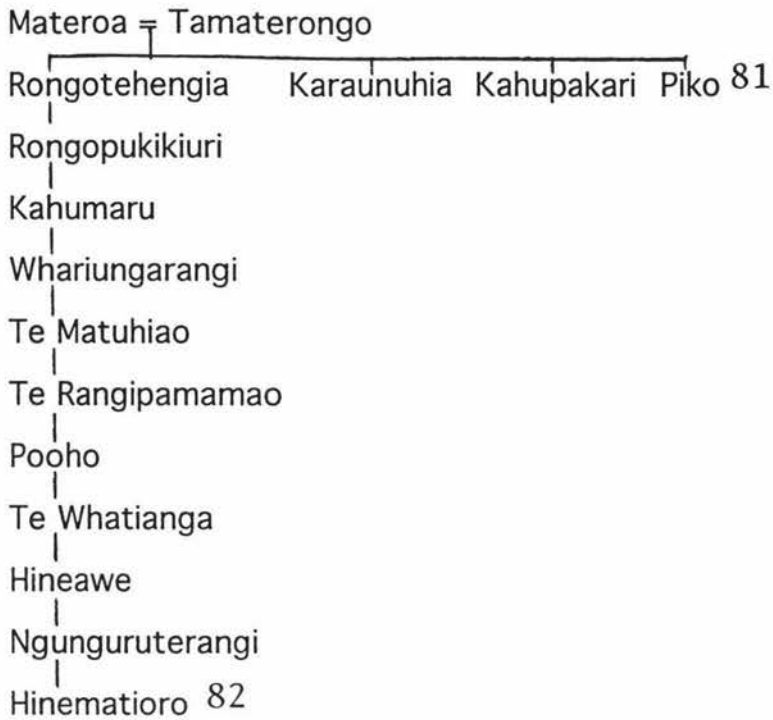 Materoa = Tamaterongo
Rongotehengia Karaunuhia Kahupakari Piko 81
Rongopukikiuri
Kahumaru
Whariungarangi
Te Matuhiao
Te Rangipamamao
Pooho
Te Whatianga
Hineawe
Ngunguruterangi
Hinematioro 82